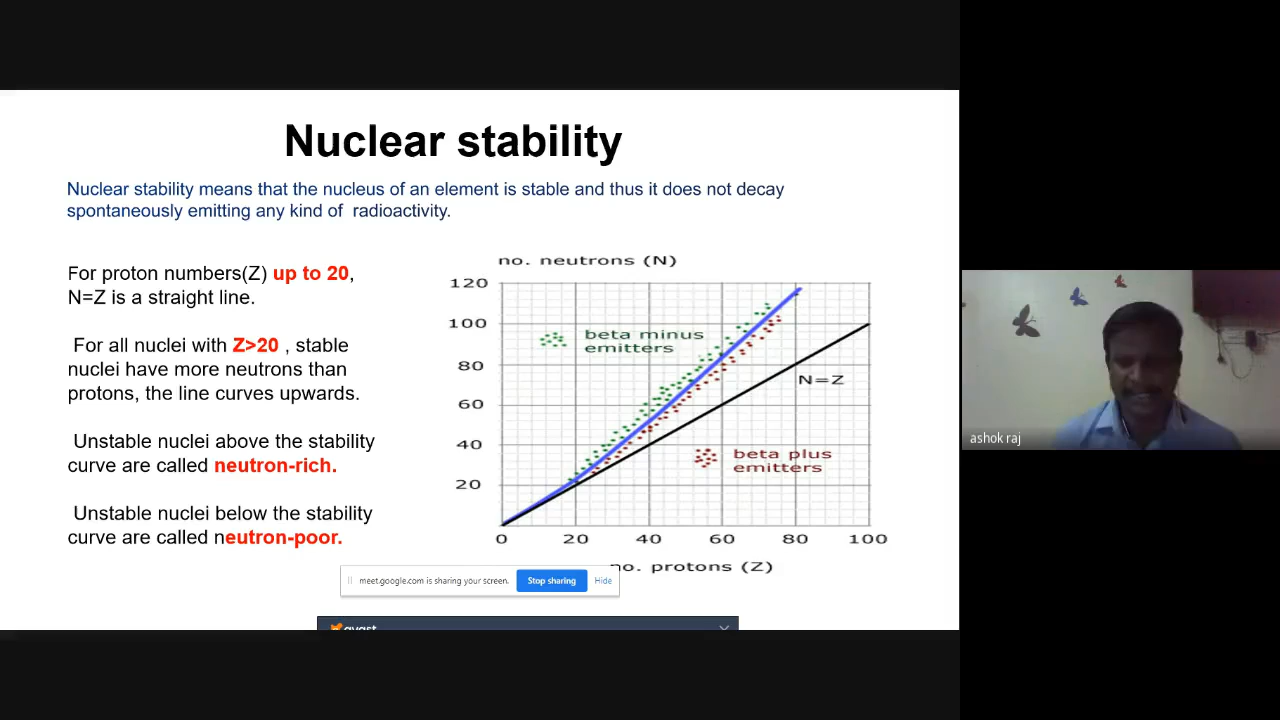 Nuclear stability
Nuclear stability means that the nucleus of an element is stable and thus it does not decay
spontaneously emitting any kind of radioactivity.
For proton numbers(Z) up to 20,
N=Z is a straight line.
For all nuclei with Z>20 , stable
nuclei have more neutrons than
protons, the line curves upwards.
Unstable nuclei above the stability
curve are called neutron-rich.
Unstable nuclei below the stability
curve are called neutron-poor.
no. neutrons (N)
120
100
80
60
40
20
beta minus
emitters
N=Z
beta plus
emitters
0 20 40 60 80 100
no. protons (Z)
meet.google.com is sharing your screen. Stop sharing Hide
avast
ashok raj